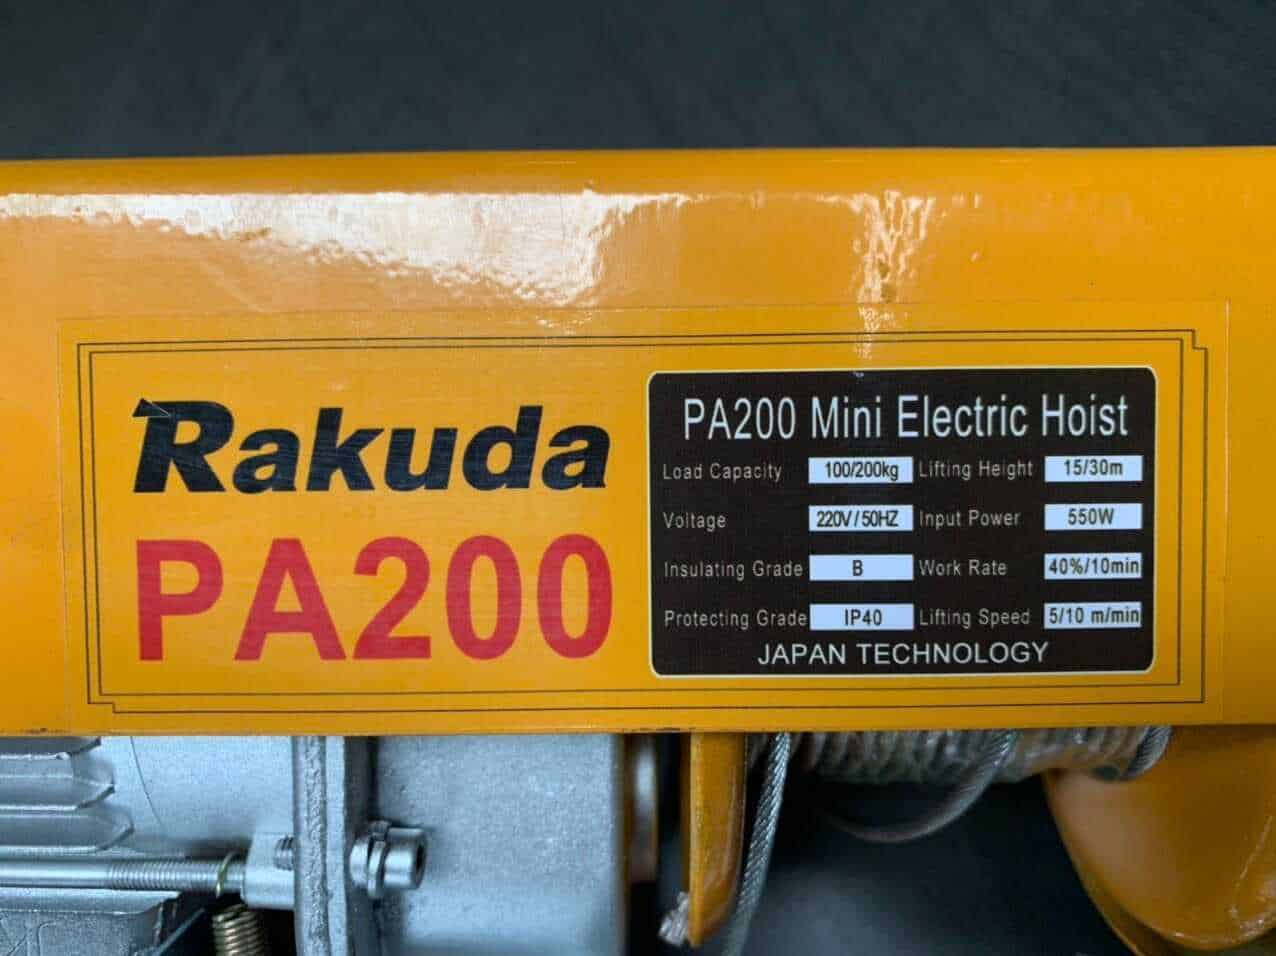 Rakuda
PA200
PA200 Mini Electric Hoist
Load Capacity 100/200kg Lifting Height 15/30m
Voltage 220V/50HZ Input Power 550W
Insulating Grade B Work Rate 40%/10min
Protecting Grade IP40 Lifting Speed 5/10 m/min
JAPAN TECHNOLOGY